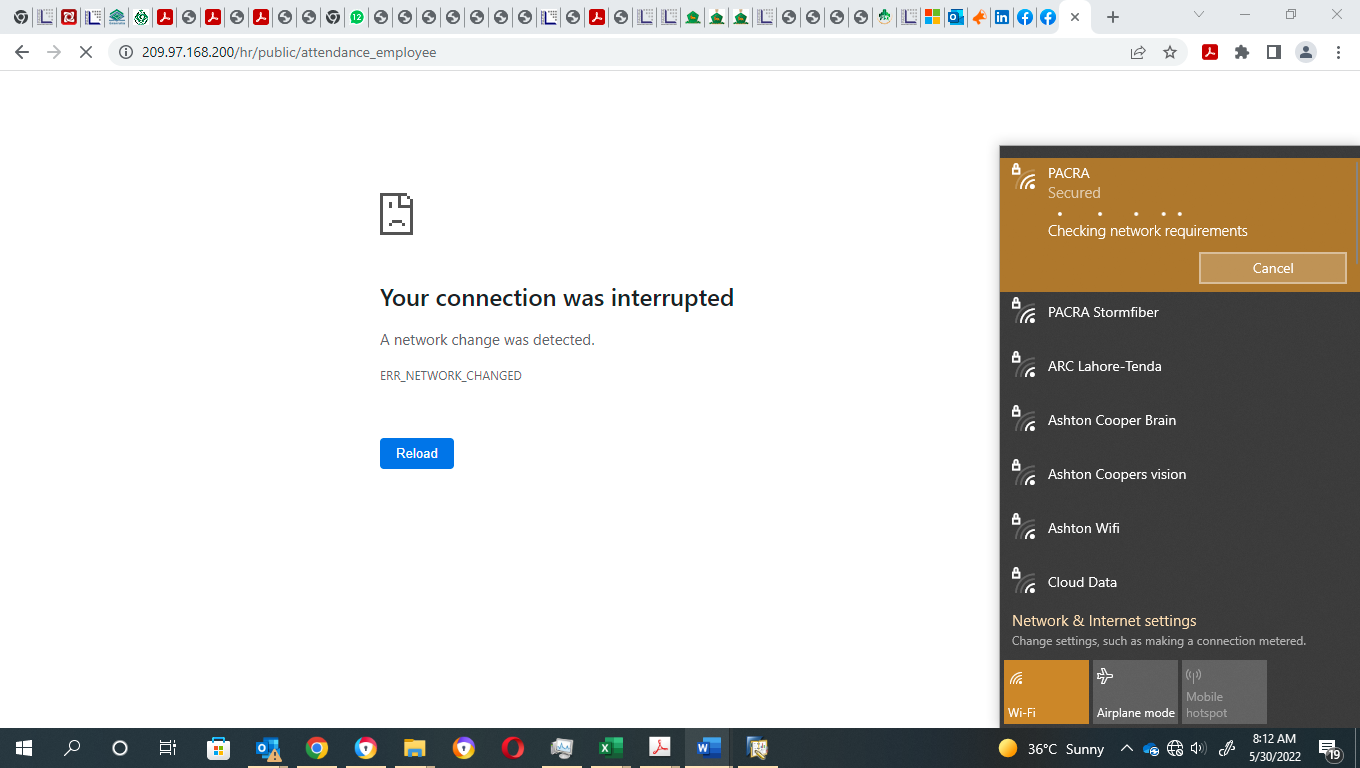 12
209.97.168.200/hr/public/attendance_employee
Your connection was interrupted
A network change was detected.
ERR_NETWORK_CHANGED
Reload
PACRA
Secured
Checking network requirements
Cancel
PACRA Stormfiber
ARC Lahore-Tenda
Ashton Cooper Brain
Ashton Coopers vision
Ashton Wifi
Cloud Data
Network & Internet settings
Change settings, such as making a connection metered.
Wi-Fi
Airplane mode
Mobile
hotspot
36°C Sunny
8:12 AM
5/30/2022
19